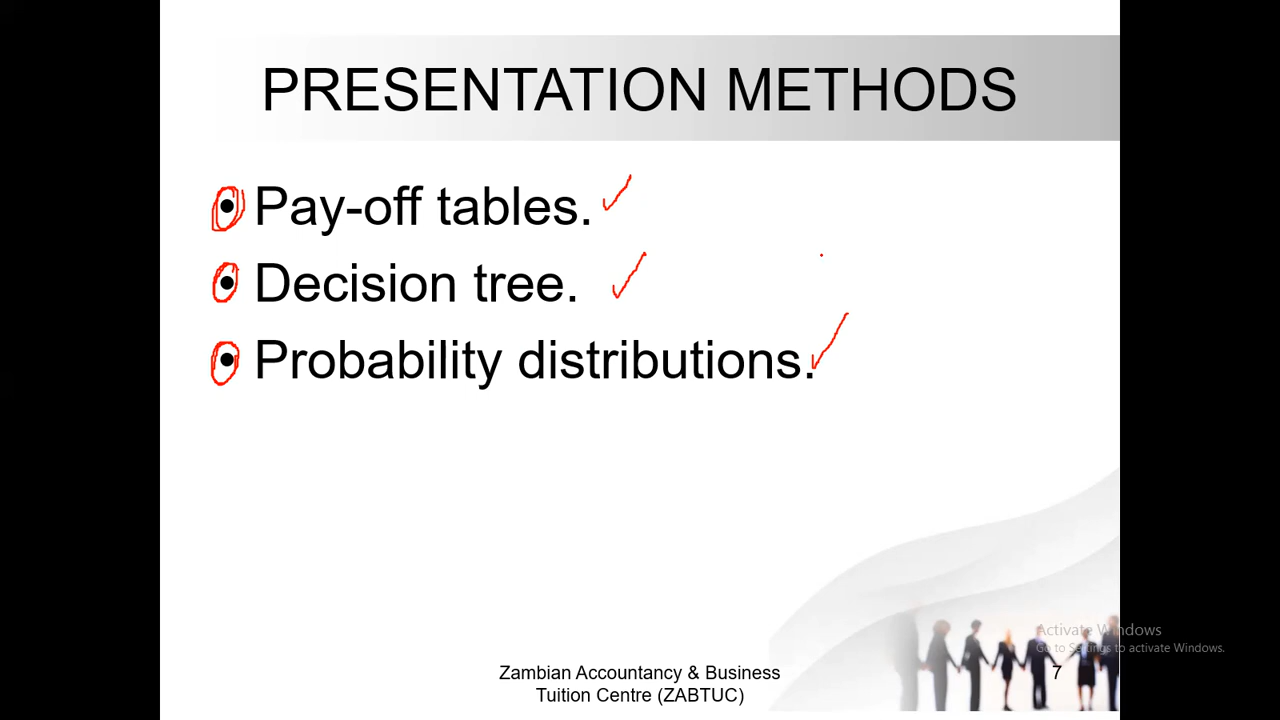 PRESENTATION METHODS
• Pay-off tables.
• Decision tree.
• Probability distributions.
Activate Windows
Go to Settings to activate Windows.
Zambian Accountancy & Business
Tuition Centre (ZABTUC)
7